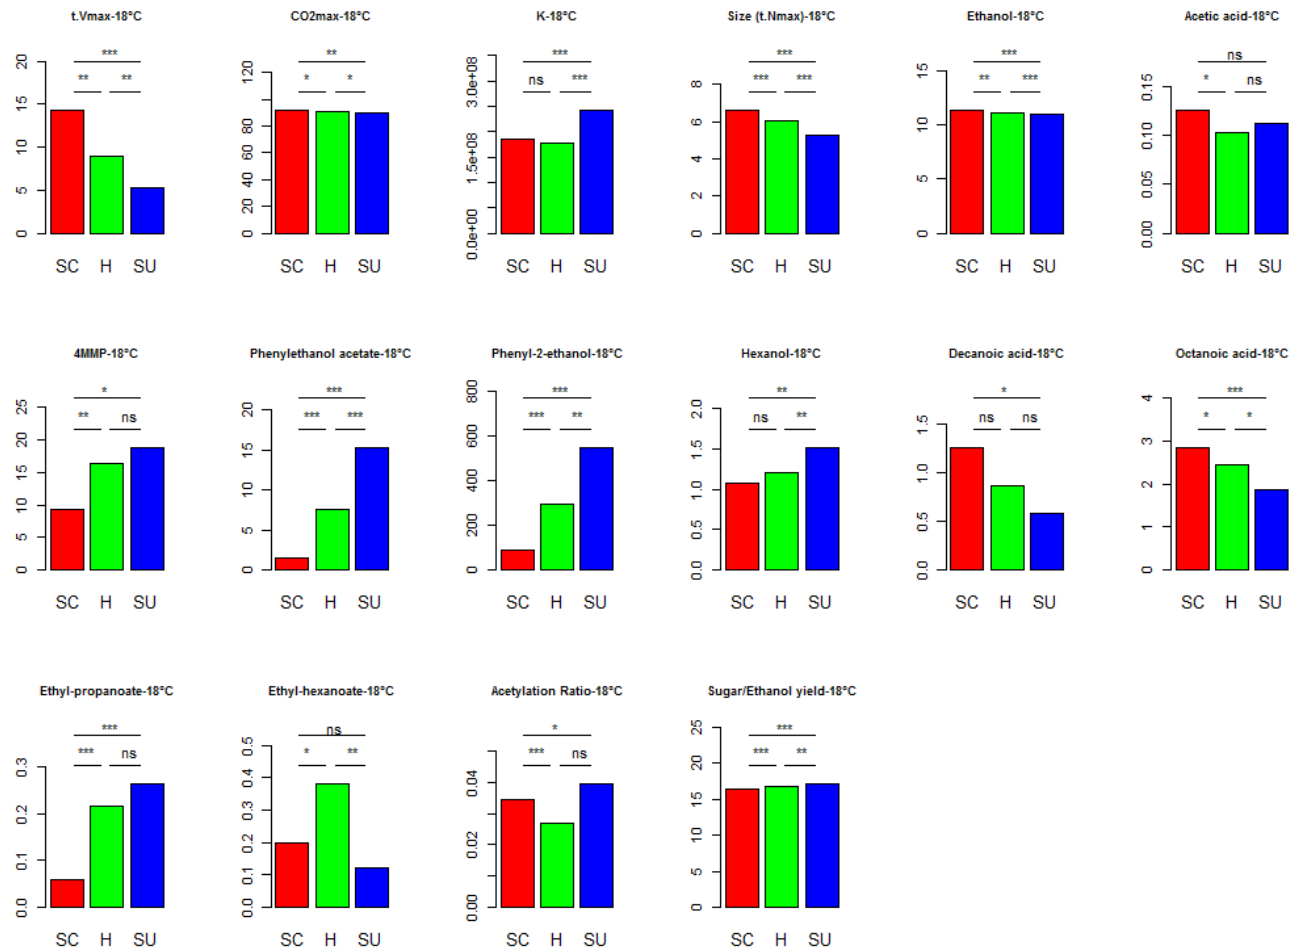 t.Vmax-18°C
***
** **
20
15
10
5
0
SC H SU
CO2max-18°C
**
* *
120
80
60
40
20
0
SC H SU
K-18°C
***
ns ***
3.0e+08
1.5e+08
0.0e+00
SC H SU
Size (t.Nmax)-18°C
***
*** ***
8
6
4
2
0
SC H SU
Ethanol-18°C
***
** ***
15
10
5
0
SC H SU
Acetic acid-18°C
ns
* ns
0.15
0.10
0.05
0.00
SC H SU
4MMP-18°C
*
** ns
25
20
15
10
5
0
SC H SU
Phenylethanol acetate-18°C
***
*** ***
20
15
10
5
0
SC H SU
Phenyl-2-ethanol-18°C
***
*** **
800
600
400
200
0
SC H SU
Hexanol-18°C
**
ns **
2.0
1.5
1.0
0.5
0.0
SC H SU
Decanoic acid-18°C
*
ns ns
1.5
1.0
0.5
0.0
SC H SU
Octanoic acid-18°C
***
* *
4
3
2
1
0
SC H SU
Ethyl-propanoate-18°C
***
*** ns
0.3
0.2
0.1
0.0
SC H SU
Ethyl-hexanoate-18°C
ns
* **
0.5
0.4
0.3
0.2
0.1
0.0
SC H SU
Acetylation Ratio-18°C
*
*** ns
0.04
0.02
0.00
SC H SU
Sugar/Ethanol yield-18°C
***
*** **
25
20
15
10
5
0
SC H SU